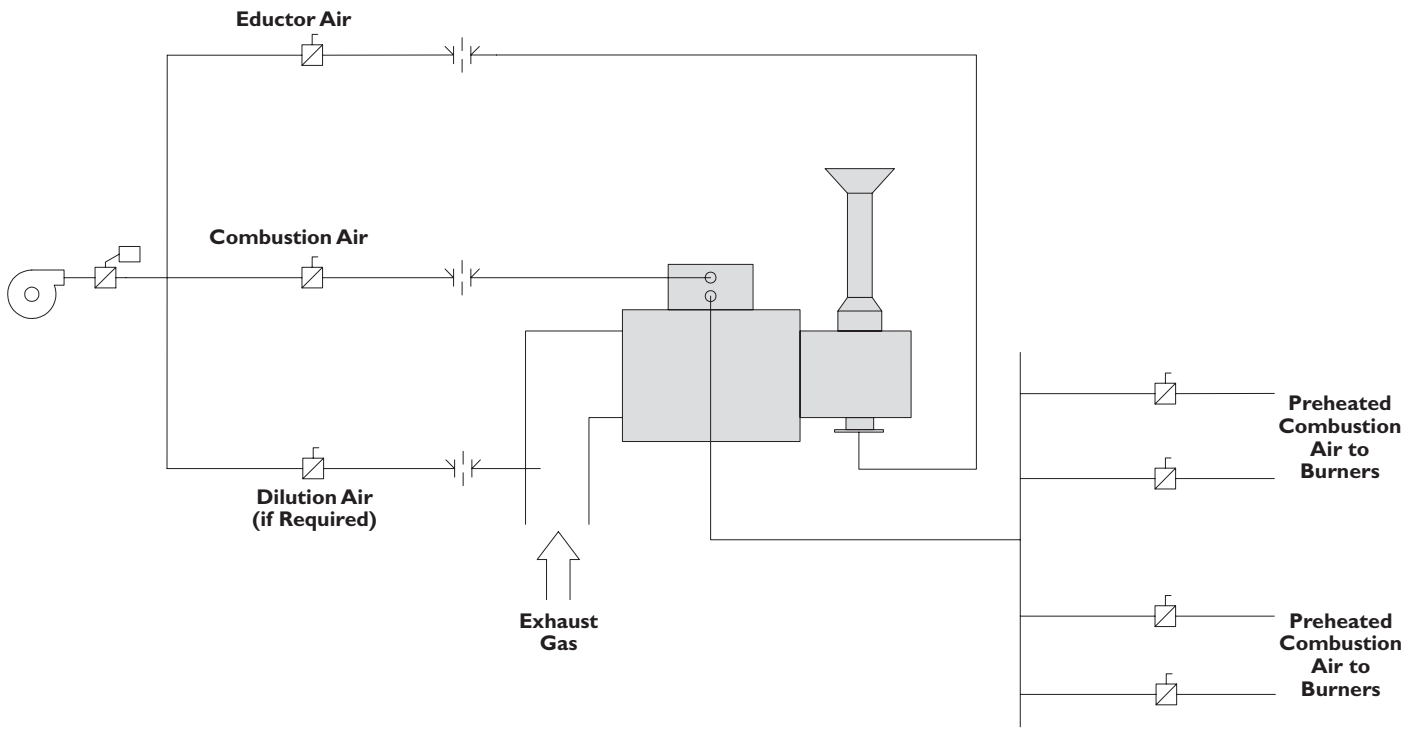 Eductor Air
Combustion Air
Dilution Air
(if Required)
Exhaust
Gas
Preheated
Combustion
Air to
Burners
Preheated
Combustion
Air to
Burners